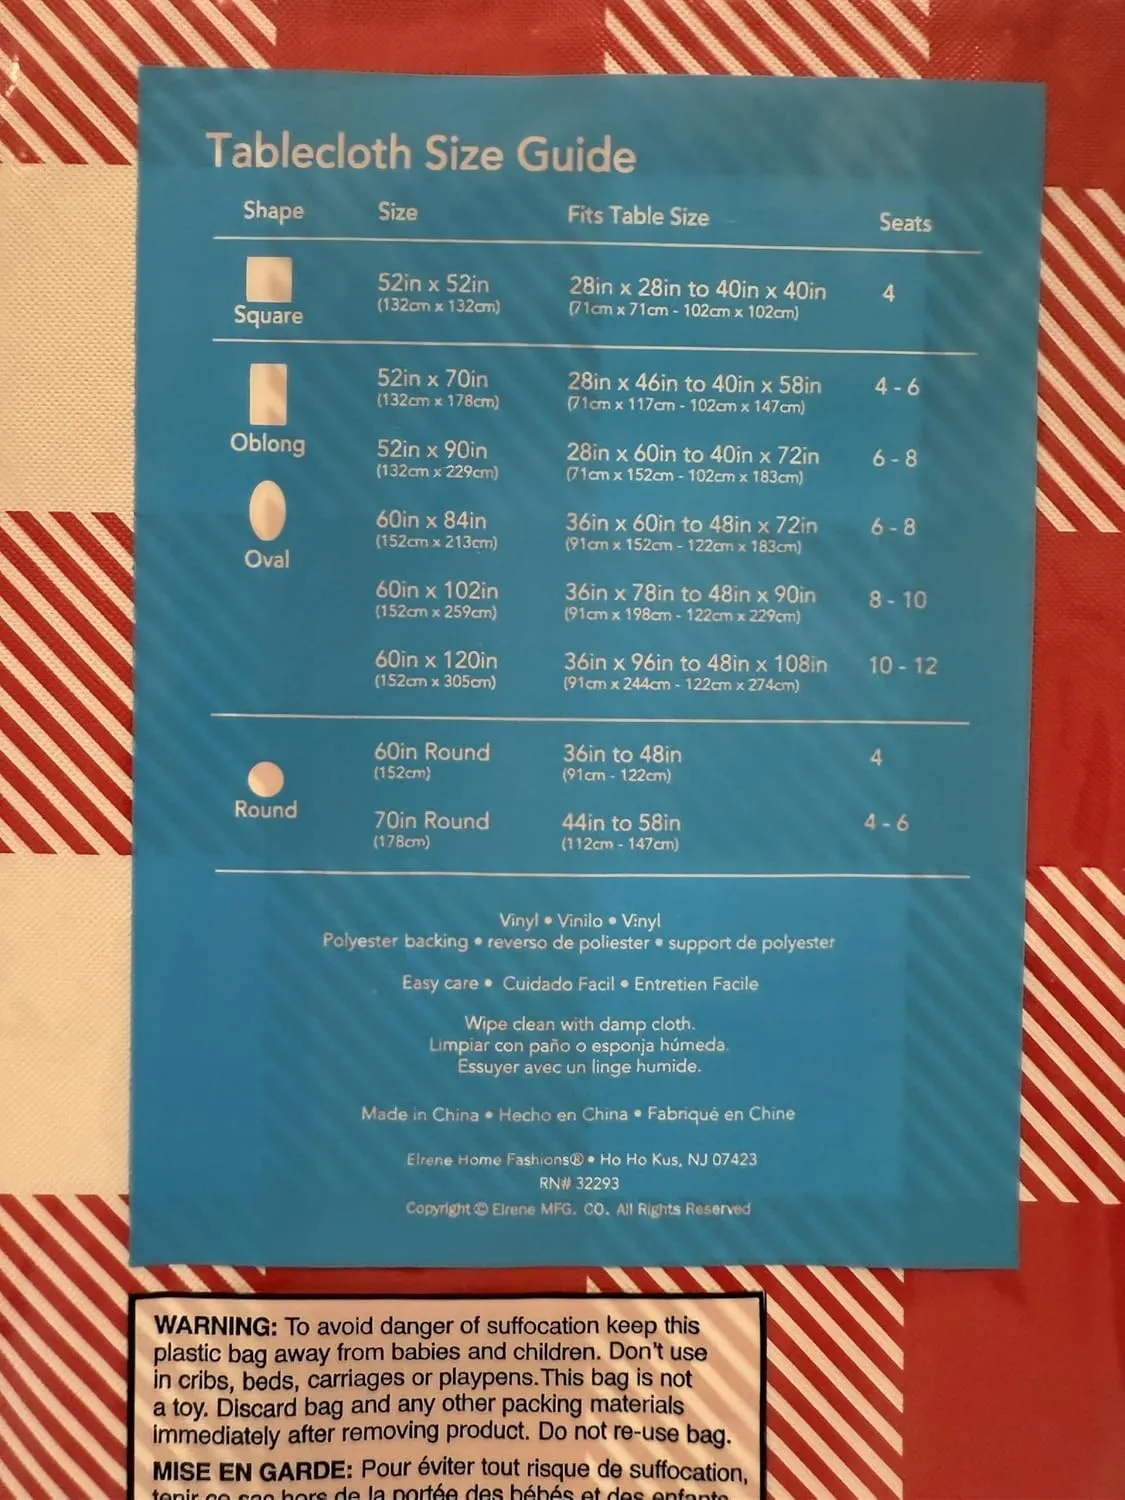 Tablecloth Size Guide
Shape Size Fits Table Size Seats
Square 52in x 52in 28in x 28in to 40in x 40in 4
(132cm x 132cm) (71cm x 71cm - 102cm x 102cm)
52in x 70in 28in x 46in to 40in x 58in 4 - 6
(132cm x 178cm) (71cm x 117cm - 102cm x 147cm)
Oblong 52in x 90in 28in x 60in to 40in x 72in 6 - 8
(132cm x 229cm) (71cm x 152cm - 102cm x 183cm)
60in x 84in 36in x 60in to 48in x 72in 6 - 8
(152cm x 213cm) (91cm x 152cm - 122cm x 183cm)
Oval
60in x 102in 36in x 78in to 48in x 90in 8 - 10
(152cm x 259cm) (91cm x 198cm - 122cm x 229cm)
60in x 120in 36in x 96in to 48in x 108in 10 - 12
(152cm x 305cm) (91cm x 244cm - 122cm x 274cm)
60in Round 36in to 48in 4
(152cm) (91cm - 122cm)
Round
70in Round 44in to 58in 4 - 6
(178cm) (112cm - 147cm)
Vinyl • Vinilo • Vinyl
Polyester backing • reverso de poliester • support de polyester
Easy care • Cuidado Facil • Entretien Facile
Wipe clean with damp cloth.
Limpiar con paño o esponja húmeda.
Essuyer avec un linge humide.
Made in China • Hecho en China • Fabriqué en Chine
Elrene Home Fashions® • Ho Ho Kus, NJ 07423
RN# 32293
Copyright © Elrene MFG. CO. All Rights Reserved
WARNING: To avoid danger of suffocation keep this
plastic bag away from babies and children. Don't use
in cribs, beds, carriages or playpens.This bag is not
a toy. Discard bag and any other packing materials
immediately after removing product. Do not re-use bag.
MISE EN GARDE: Pour éviter tout risque de suffocation,
tenir ce sac hors de la portée des bébés et des enfants